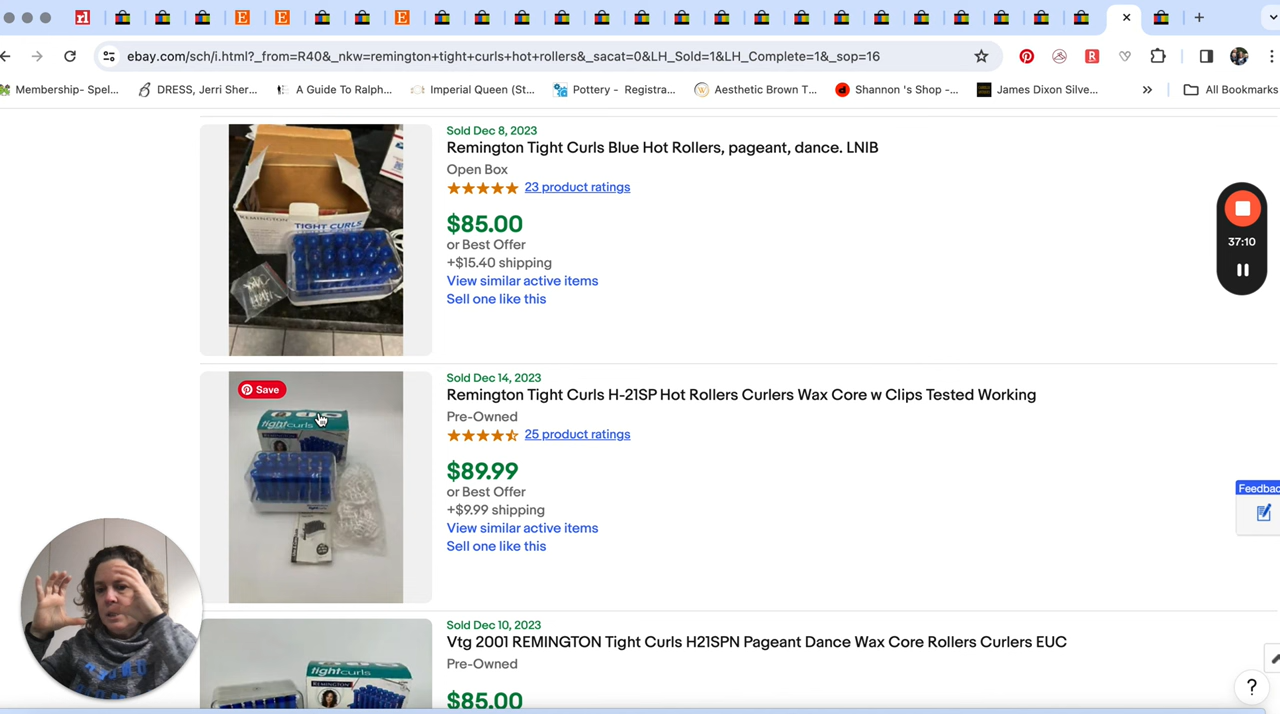 ebay.com/sch/i.html?_from=R40&_nkw=remington+tight+curls+hot+rollers&_sacat=0&LH_Sold=1&LH_Complete=1&_sop=16
Membership- Spel...
DRESS, Jerri Sher...
A Guide To Ralph...
Imperial Queen (St...
Pottery - Registra...
Aesthetic Brown T...
Shannon 's Shop -...
James Dixon Silve...
»
All Bookmarks
Sold Dec 8, 2023
Remington Tight Curls Blue Hot Rollers, pageant, dance. LNIB
Open Box
23 product ratings
$85.00
or Best Offer
+$15.40 shipping
View similar active items
Sell one like this
REMINGTON
TIGHT CURLS
37:10
Sold Dec 14, 2023
Save
Remington Tight Curls H-21SP Hot Rollers Curlers Wax Core w Clips Tested Working
Pre-Owned
25 product ratings
$89.99
or Best Offer
+$9.99 shipping
View similar active items
Sell one like this
tightcurls
Feedbac
Sold Dec 10, 2023
Vtg 2001 REMINGTON Tight Curls H21SPN Pageant Dance Wax Core Rollers Curlers EUC
Pre-Owned
$85.00
tightcurls
REMINGTON
?